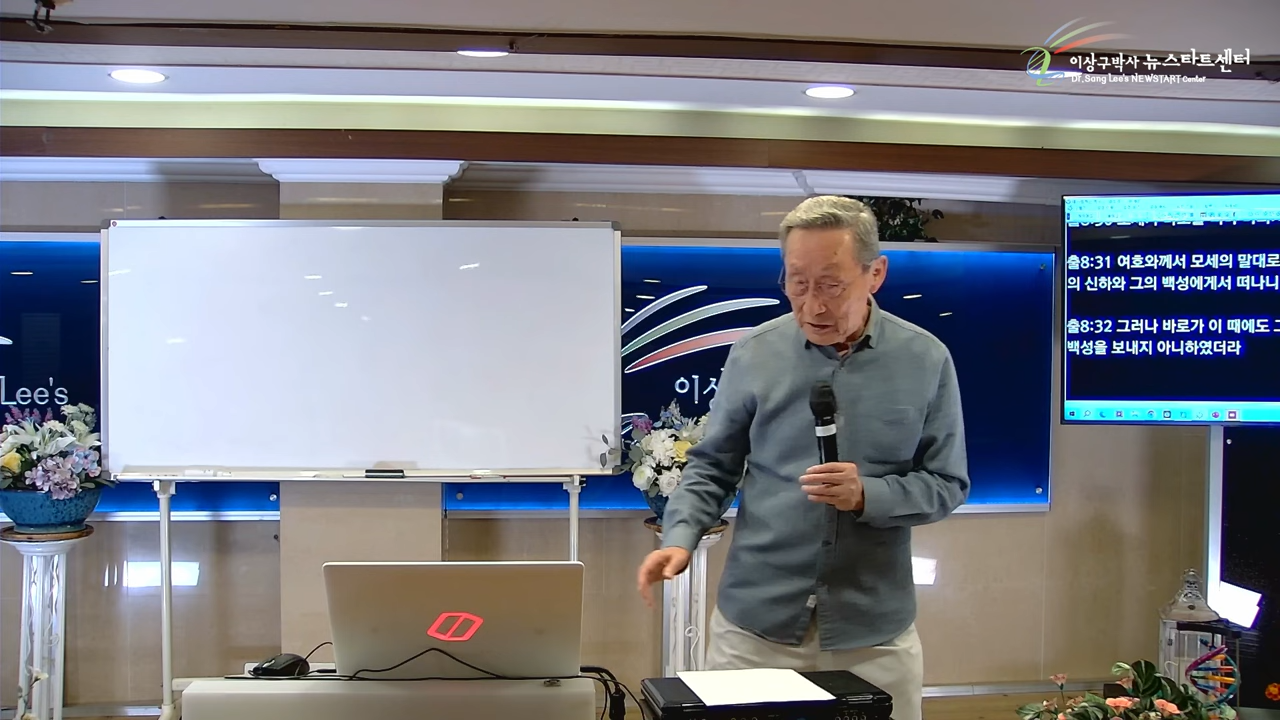 이상구박사 뉴스타트센터
Dr. Sang Lee's NEWSTART Center
출8:31 여호와께서 모세의 말대로
의 신하와 그의 백성에게서 떠나니
출8:32 그러나 바로가 이 때에도
백성을 보내지 아니하였더라
Lee's
이상